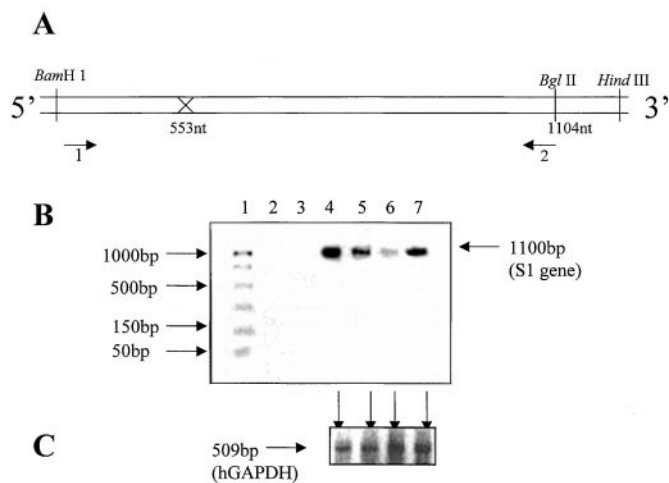 A
BamH 1 Bgl II Hind III
5' 3'
553nt 1104nt
1 2
B
1 2 3 4 5 6 7
1000bp
500bp
150bp
50bp
1100bp
(S1 gene)
C
509bp
(hGAPDH)